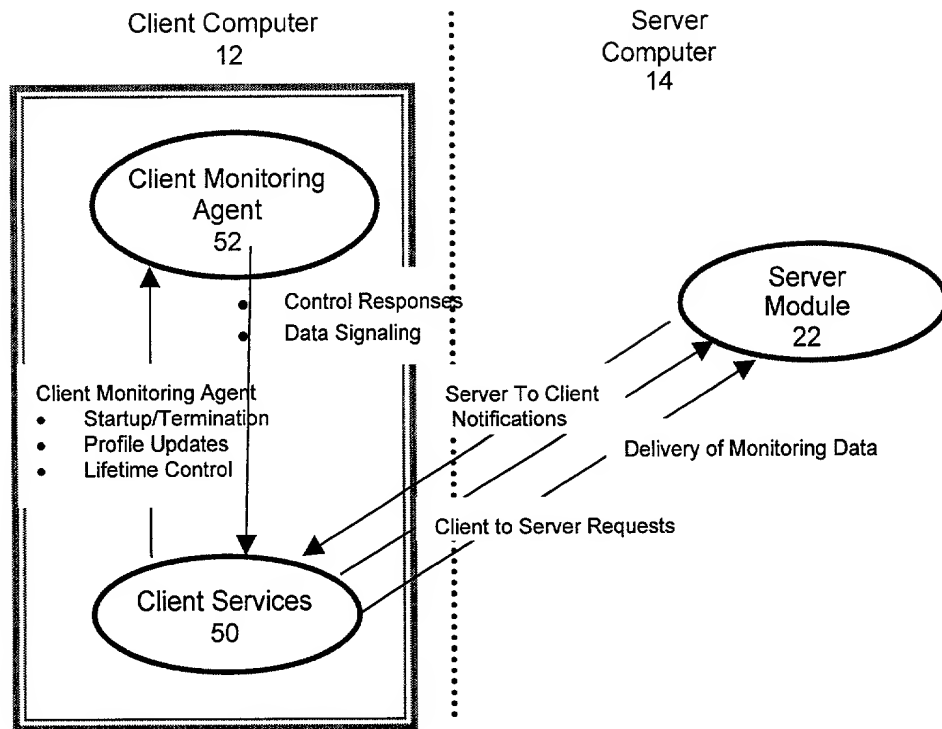 Client Computer
12
Server
Computer
14
Client Monitoring
Agent
52
• Control Responses
• Data Signaling
Server
Module
22
Client Monitoring Agent
• Startup/Termination
• Profile Updates
• Lifetime Control
Server To Client
Notifications
Delivery of Monitoring Data
Client to Server Requests
Client Services
50